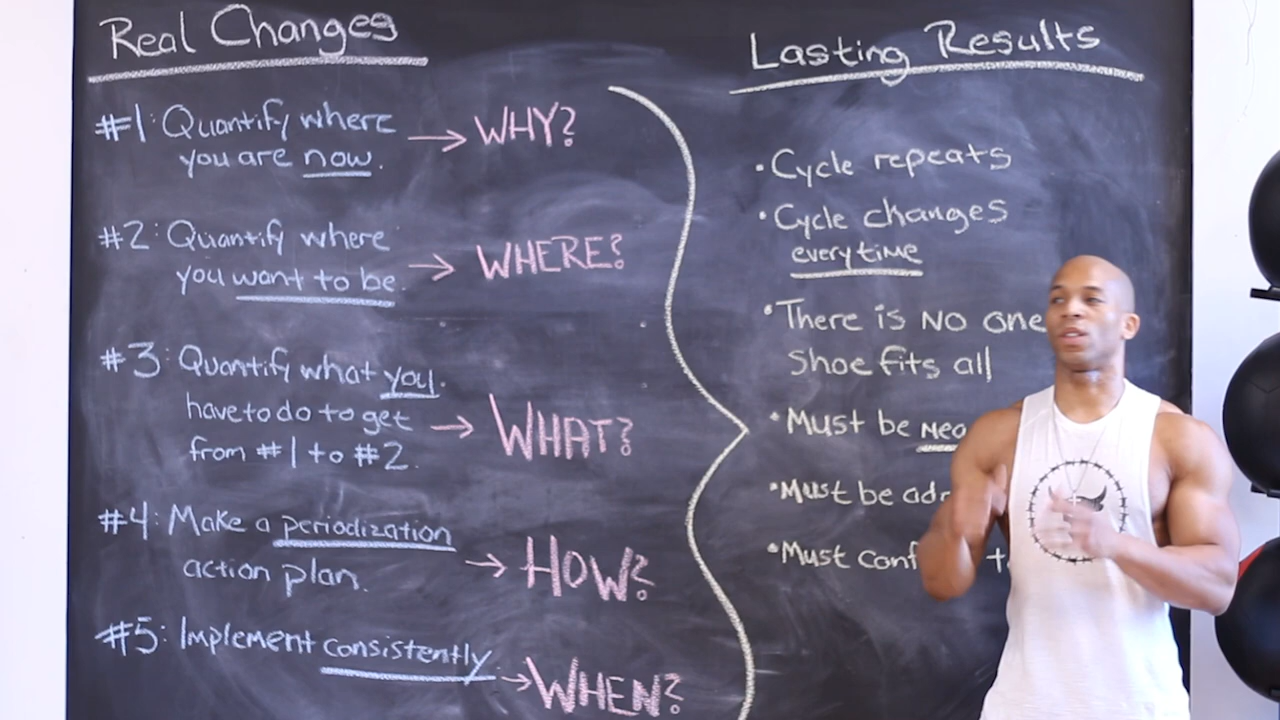 Real Changes
#1: Quantify where
you are now.
→ WHY?
#2: Quantify where
you want to be.
→ WHERE?
#3: Quantify what you.
have to do to get
from #1 to #2.
→ WHAT?
#4: Make a periodization
action plan.
→ HOW?
#5: Implement consistently
→ WHEN?
Lasting Results
• Cycle repeats
• Cycle changes
every time
• There is NO one
shoe fits all
• Must be
• Must be
• Must